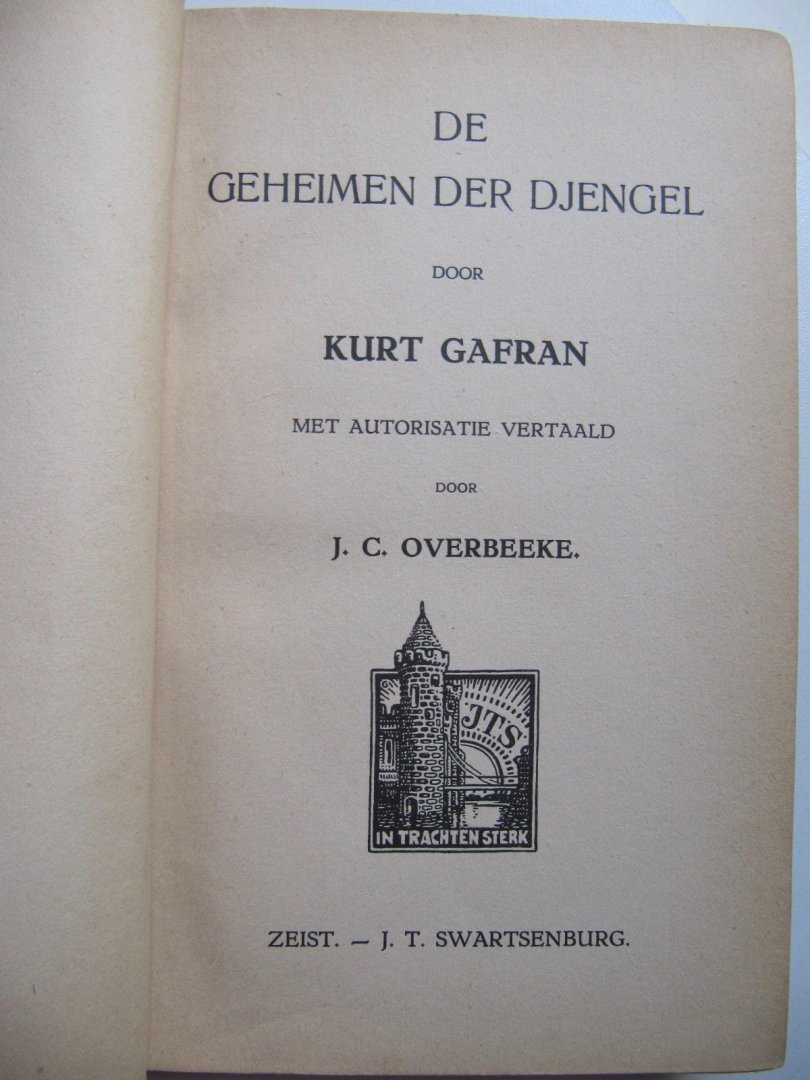 DE
GEHEIMEN DER DJENGEL
DOOR
KURT GAFRAN
MET AUTORISATIE VERTAALD
DOOR
J. C. OVERBEEKE.
JTS
IN TRACHTEN STERK
ZEIST. — J. T. SWARTSENBURG.